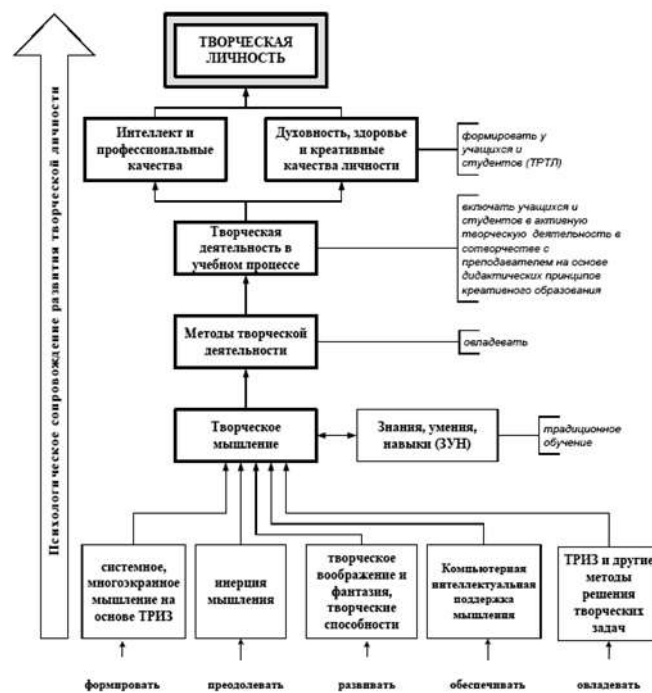 ТВОРЧЕСКАЯ
ЛИЧНОСТЬ
Интеллект и
профессиональные
качества
Духовность, здоровье
и креативные
качества личности
формировать у
учащихся и
студентов (ТРТЛ)
Творческая
деятельность в
учебном процессе
включать учащихся и
студентов в активную
творческую деятельность в
сотворчестве с
преподавателем на основе
дидактических принципов
креативного образования
Методы творческой
деятельности
овладевать
Творческое
мышление
Знания, умения,
навыки (ЗУН)
традиционное
обучение
системное,
многоэкранное
мышление на
основе ТРИЗ
инерция
мышления
творческое
воображение и
фантазия,
творческие
способности
Компьютерная
интеллектуальная
поддержка
мышления
ТРИЗ и другие
методы
решения
творческих
задач
формировать
преодолевать
развивать
обеспечивать
овладевать
Психологическое сопровождение развития творческой личности